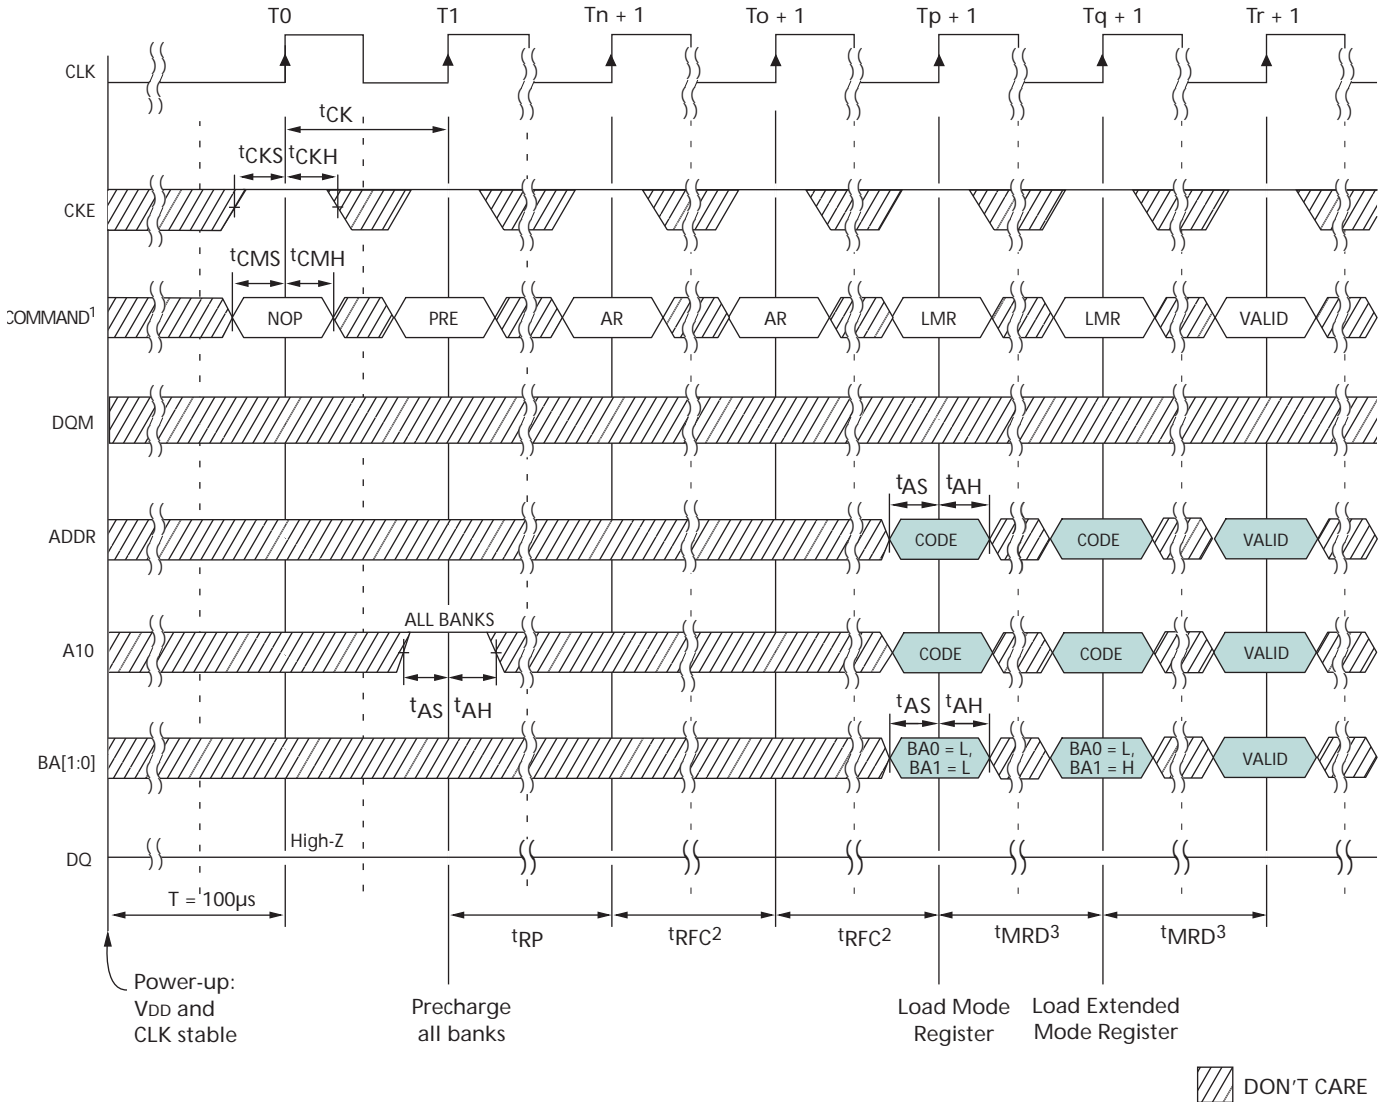 T0 T1 Tn + 1 To + 1 Tp + 1 Tq + 1 Tr + 1
CLK
tCK
tCKS tCKH
CKE
tCMS tCMH
COMMAND1 NOP PRE AR AR LMR LMR VALID
DQM
tAS tAH
ADDR CODE CODE VALID
ALL BANKS
A10 CODE CODE VALID
tAS tAH tAS tAH
BA[1:0] BA0 = L, BA1 = L BA0 = L, BA1 = H VALID
High-Z
DQ
T = 100µs
tRP tRFC2 tRFC2 tMRD3 tMRD3
Power-up:
VDD and
CLK stable
Precharge
all banks
Load Mode
Register
Load Extended
Mode Register
DON'T CARE